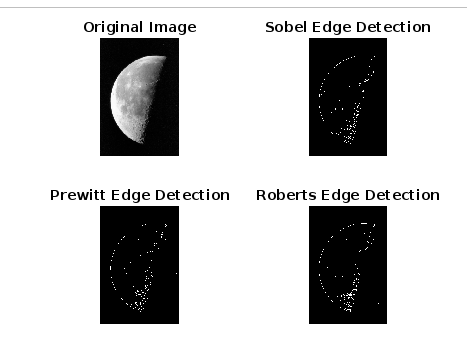 Original Image
Sobel Edge Detection
Prewitt Edge Detection
Roberts Edge Detection